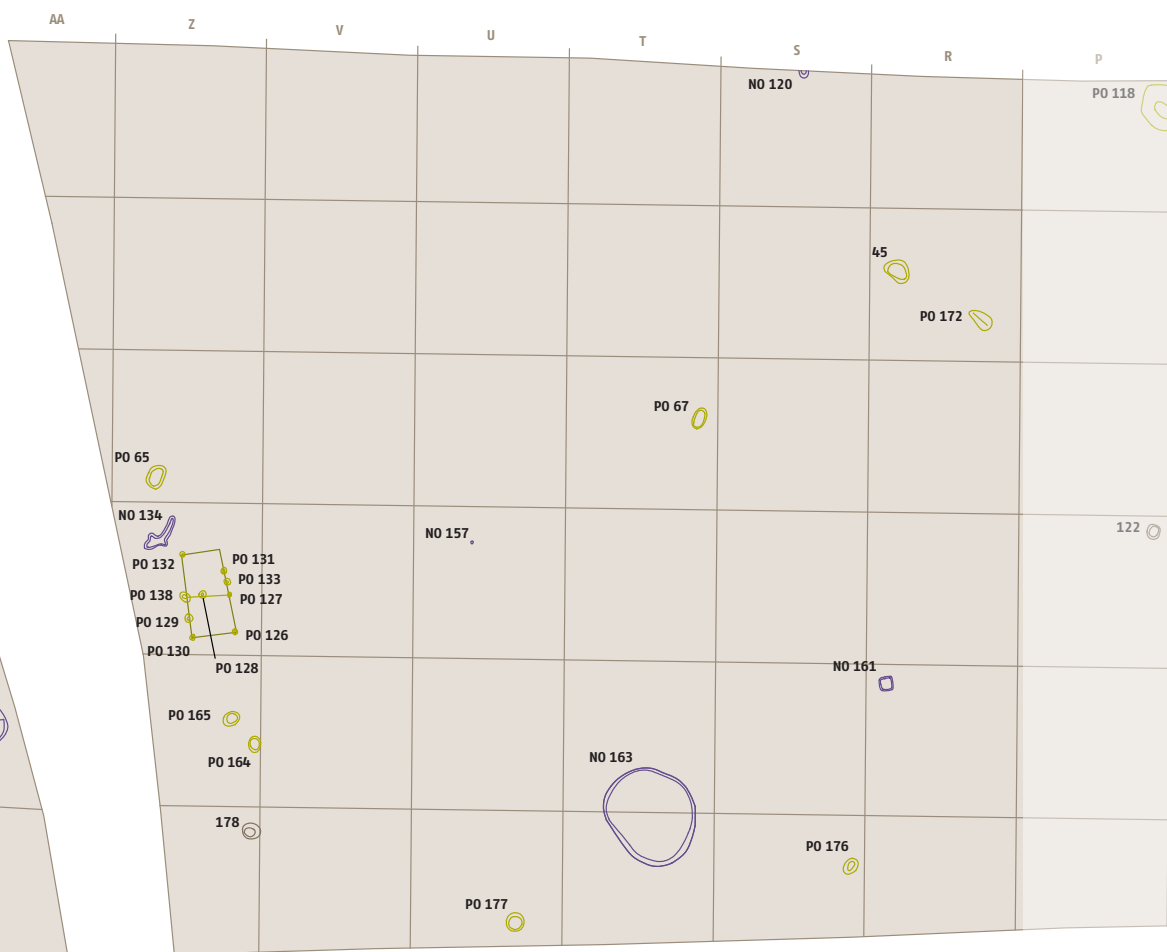 AA Z V U T S R P
NO 120
PO 118
45
PO 172
PO 67
PO 65
NO 134
NO 157
122
PO 132
PO 131
PO 133
PO 138
PO 127
PO 129
PO 126
PO 130
PO 128
NO 161
PO 165
PO 164
NO 163
178
PO 176
PO 177